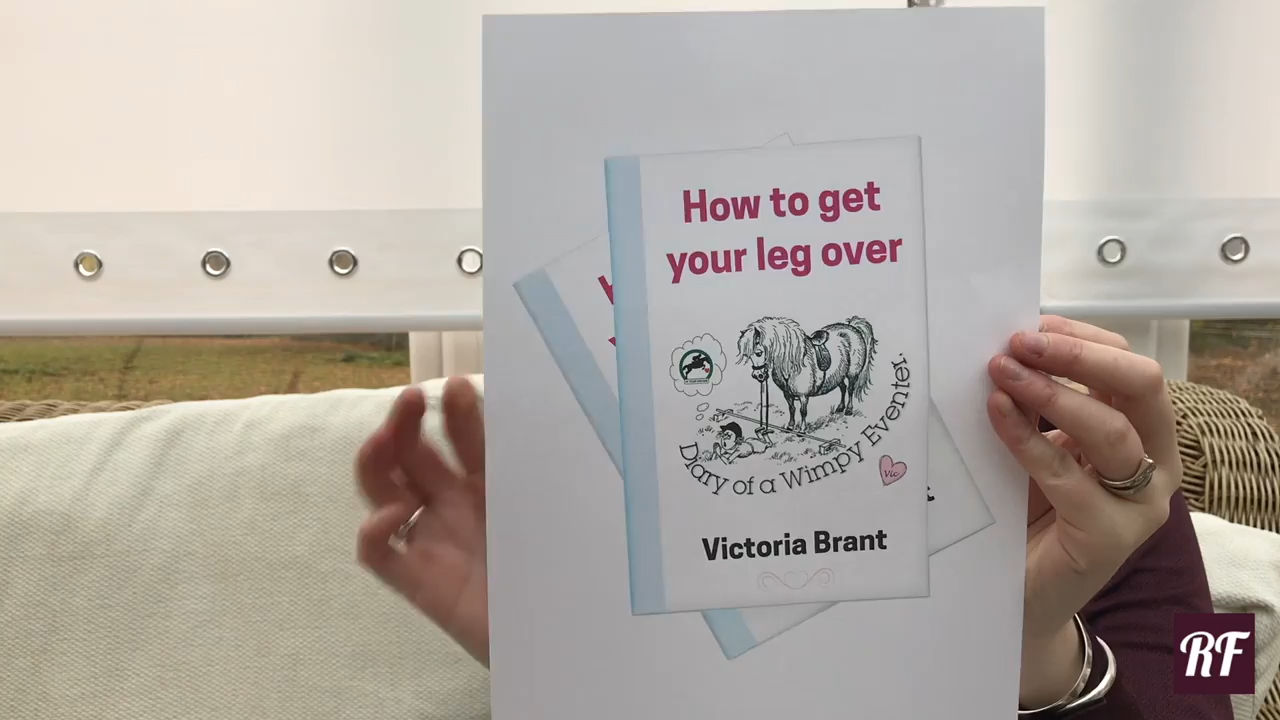 How to get
your leg over
Diary of a Wimpy Eventer.
Vic
Victoria Brant
RF